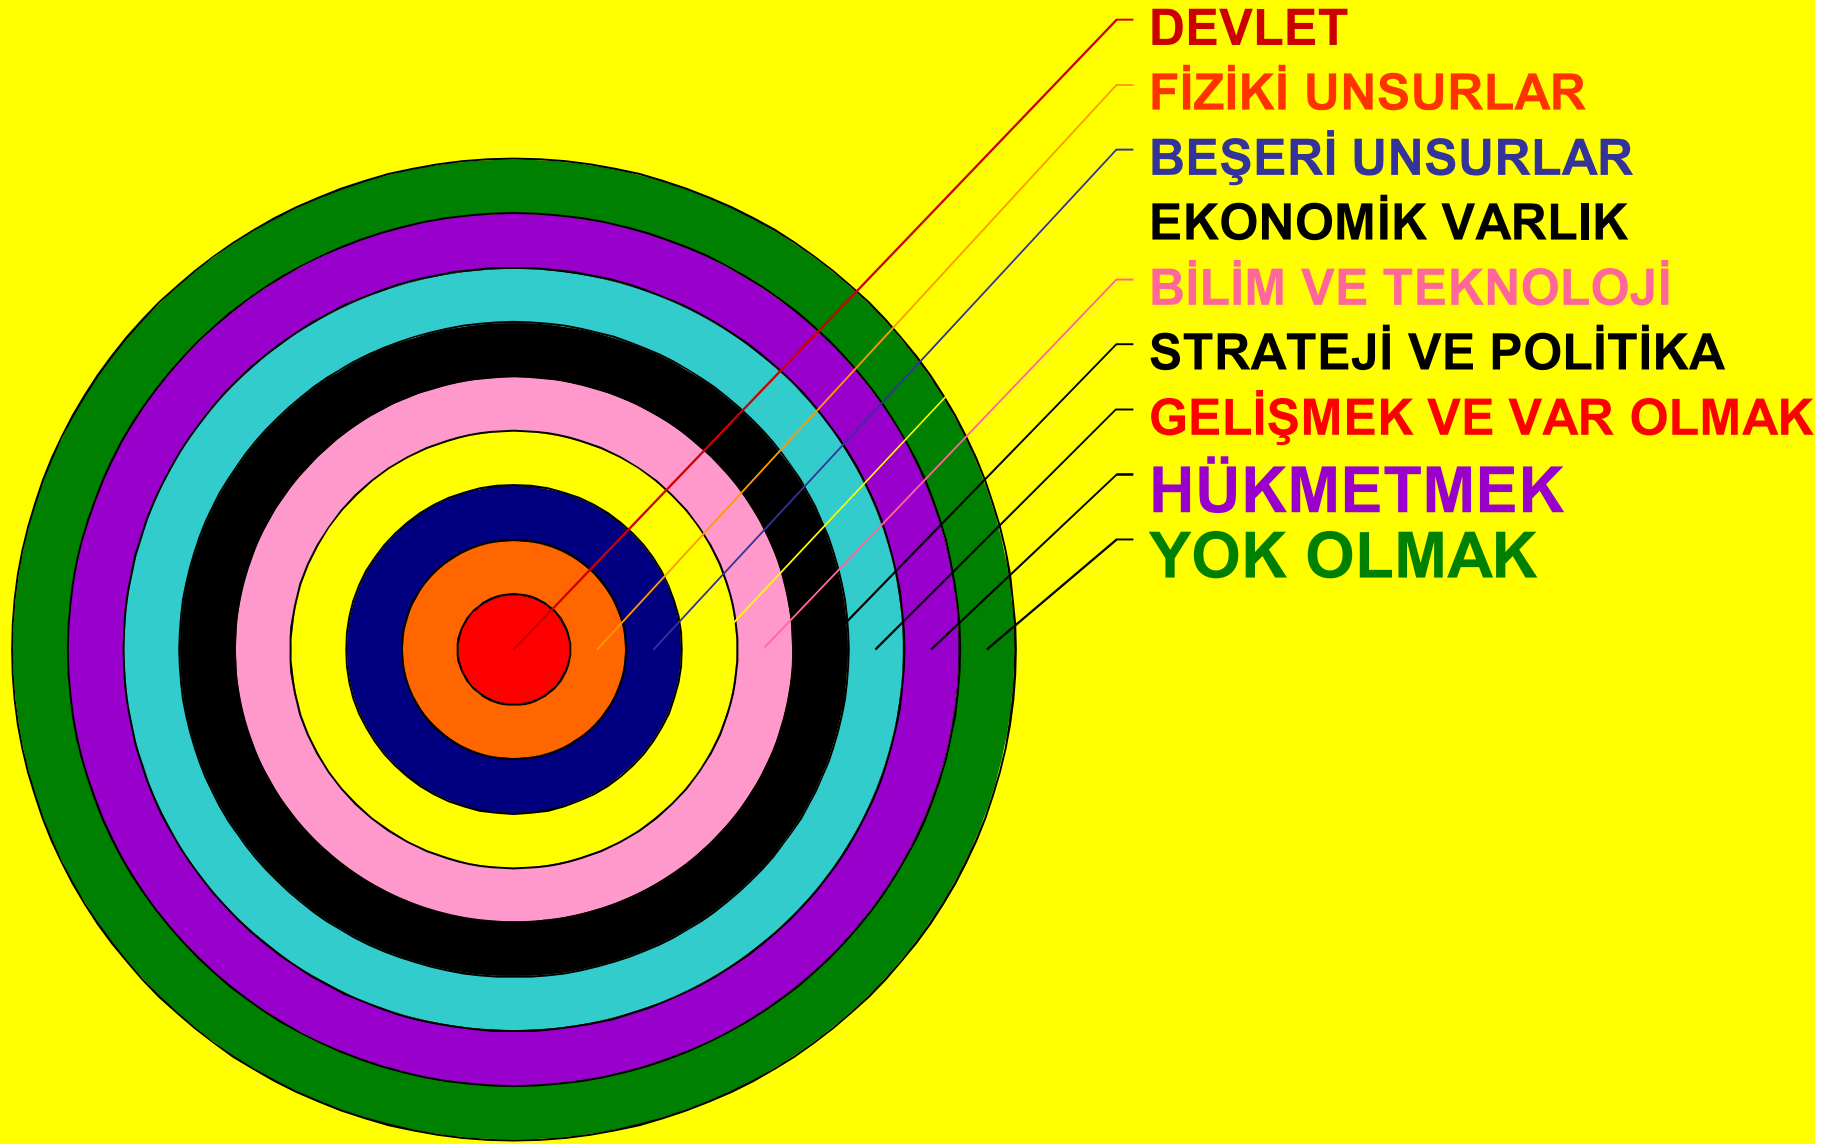 DEVLET
FİZİKİ UNSURLAR
BEŞERİ UNSURLAR
EKONOMİK VARLIK
BİLİM VE TEKNOLOJİ
STRATEJİ VE POLİTİKA
GELİŞMEK VE VAR OLMAK
HÜKMETMEK
YOK OLMAK